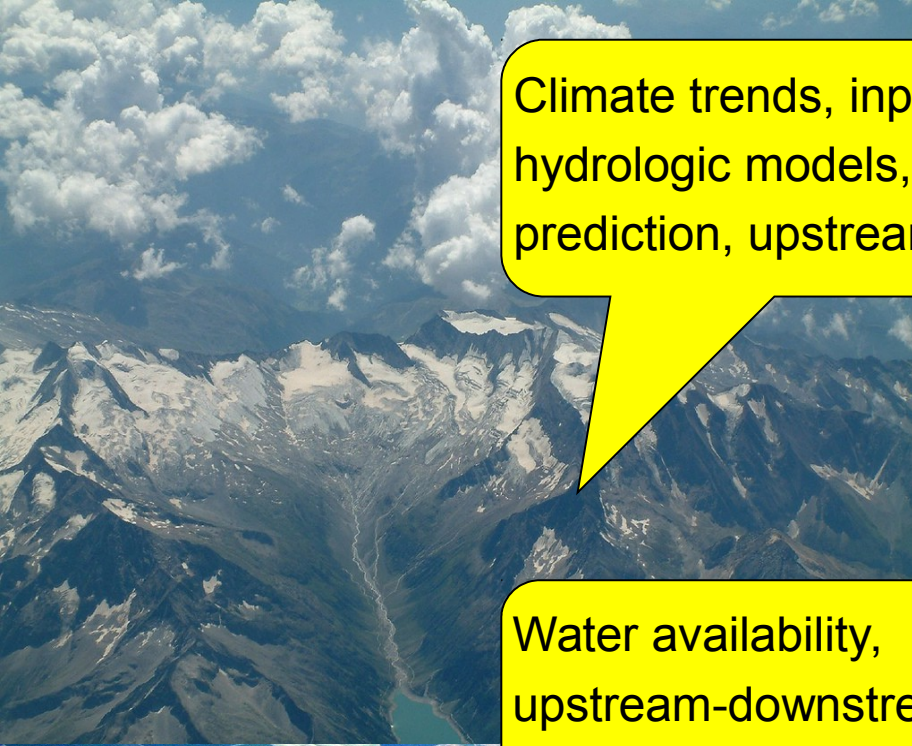 Climate trends, inp
hydrologic models,
prediction, upstrea
Water availability,
upstream-downstre